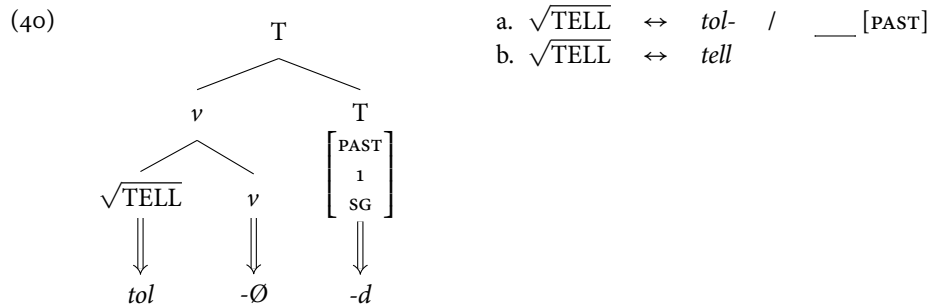 (40)
T
v
T
[PAST
1
SG]
√TELL
v
tol
-Ø
-d
a. √TELL ↔ tol- / ___ [PAST]
b. √TELL ↔ tell